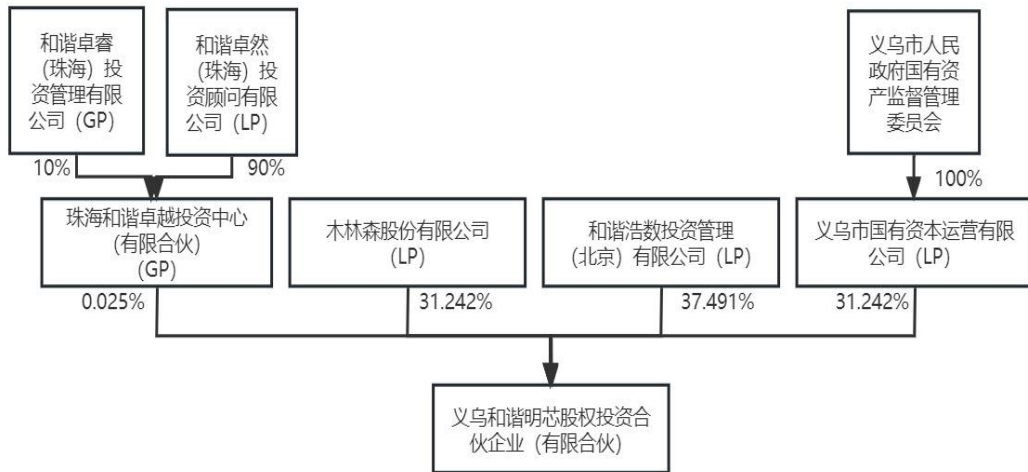 和谐卓睿
（珠海）投
资管理有限
公司（GP）
和谐卓然
（珠海）投
资顾问有限
公司（LP）
义乌市人民
政府国有资
产监督管理
委员会
10%
90%
100%
珠海和谐卓越投资中心
（有限合伙）
（GP）
木林森股份有限公司
（LP）
和谐浩数投资管理
（北京）有限公司（LP）
义乌市国有资本运营有限
公司（LP）
0.025%
31.242%
37.491%
31.242%
义乌和谐明芯股权投资合
伙企业（有限合伙）